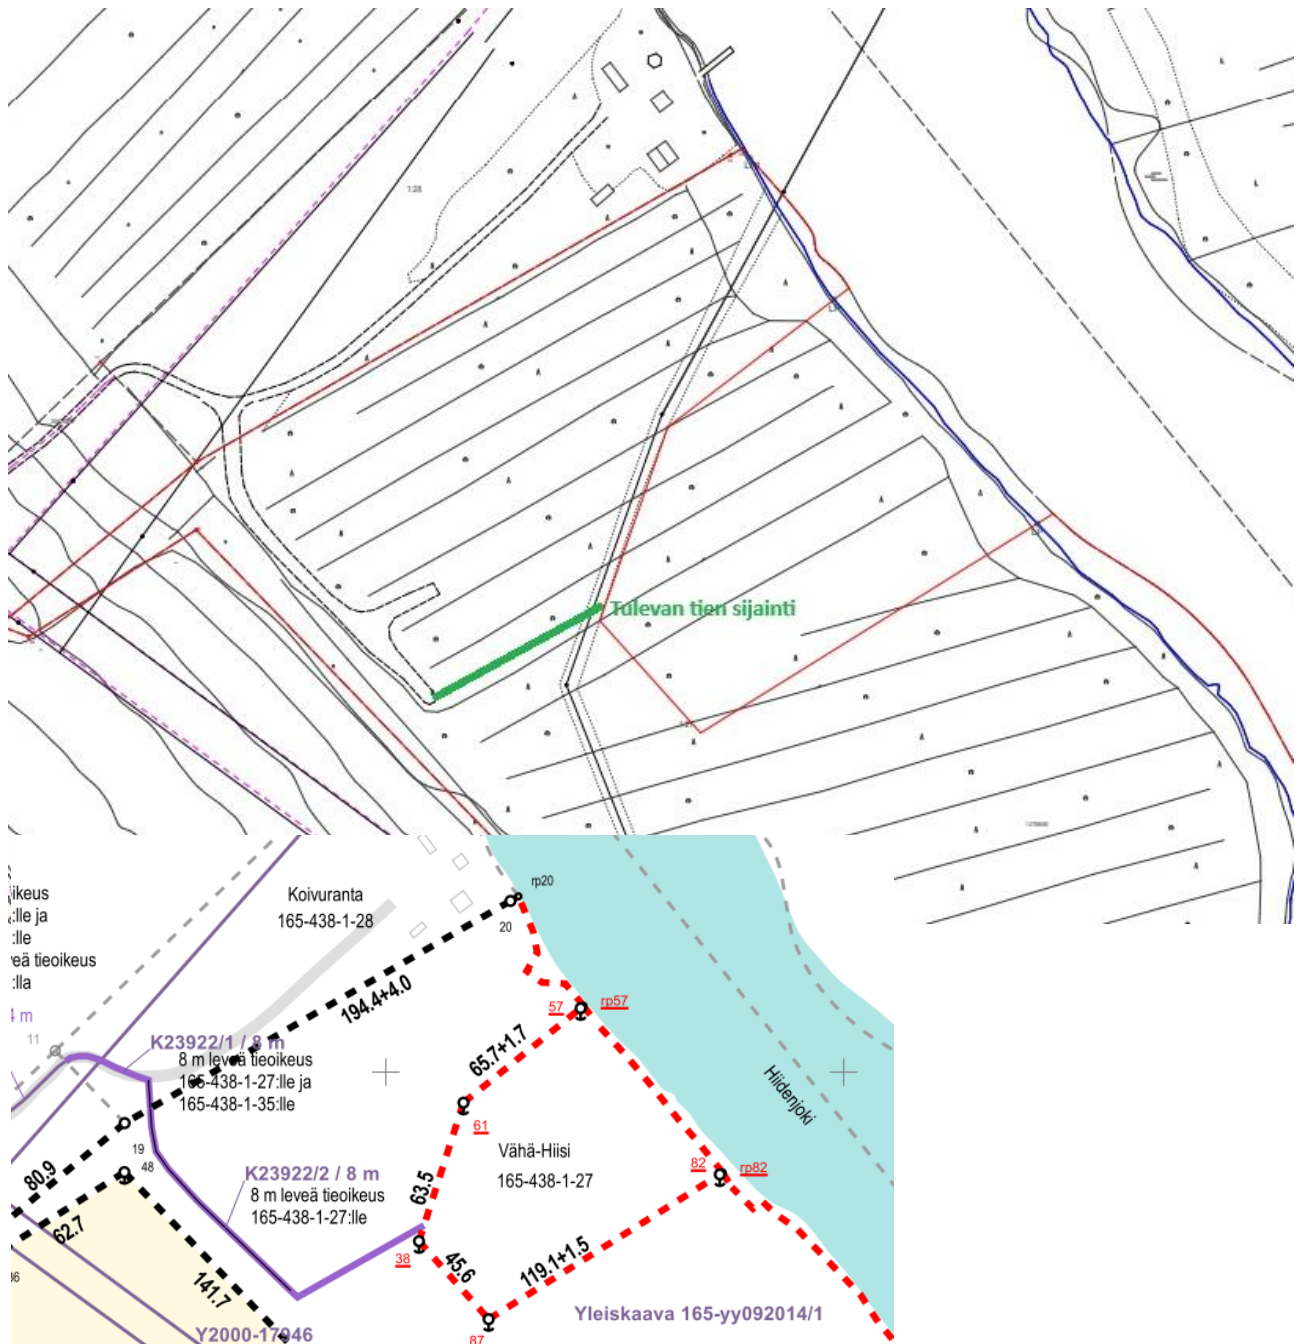 1:28
Tulevan tien sijainti
ikeus
:lle ja
:lle
eä tieoikeus
:lla
4 m
11
Koivuranta
165-438-1-28
rp20
20
194.4+4.0
K23922/1 / 8 m
8 m leveä tieoikeus
165-438-1-27:lle ja
165-438-1-35:lle
57
rp57
65.7+1.7
61
Hiidenjoki
19
48
80.9
62.7
K23922/2 / 8 m
8 m leveä tieoikeus
165-438-1-27:lle
63.5
Vähä-Hiisi
165-438-1-27
82
rp82
38
45.6
119.1+1.5
141.7
87
Yleiskaava 165-yy092014/1
Y2000-17946